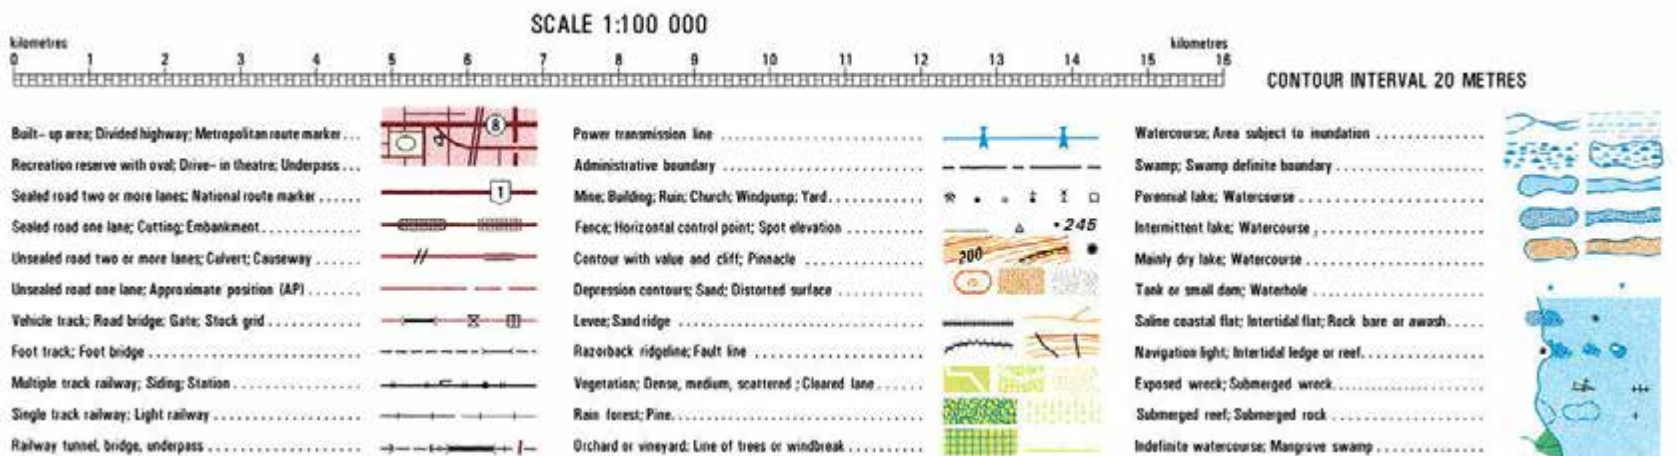 SCALE 1:100 000
kilometres
kilometres
0 1 2 3 4 5 6 7 8 9 10 11 12 13 14 15 16
CONTOUR INTERVAL 20 METRES
Built-up area; Divided highway; Metropolitan route marker
8
Recreation reserve with oval; Drive-in theatre; Underpass
Sealed road two or more lanes; National route marker
1
Sealed road one lane; Cutting; Embankment
Unsealed road two or more lanes; Culvert; Causeway
Unsealed road one lane; Approximate position (AP)
Vehicle track; Road bridge; Gate; Stock grid
Foot track; Foot bridge
Multiple track railway; Siding; Station
Single track railway; Light railway
Railway tunnel, bridge, underpass
Power transmission line
Administrative boundary
Mine; Building; Ruin; Church; Windpump; Yard
Fence; Horizontal control point; Spot elevation
245
Contour with value and cliff; Pinnacle
200
Depression contours; Sand; Distorted surface
Levee; Sand ridge
Razorback ridgeline; Fault line
Vegetation; Dense, medium, scattered; Cleared lane
Rain forest; Pine
Orchard or vineyard; Line of trees or windbreak
Watercourse; Area subject to inundation
Swamp; Swamp definite boundary
Perennial lake; Watercourse
Intermittent lake; Watercourse
Mainly dry lake; Watercourse
Tank or small dam; Waterhole
Saline coastal flat; Intertidal flat; Rock bare or awash
Navigation light; Intertidal ledge or reef
Exposed wreck; Submerged wreck
Submerged reef; Submerged rock
Indefinite watercourse; Mangrove swamp